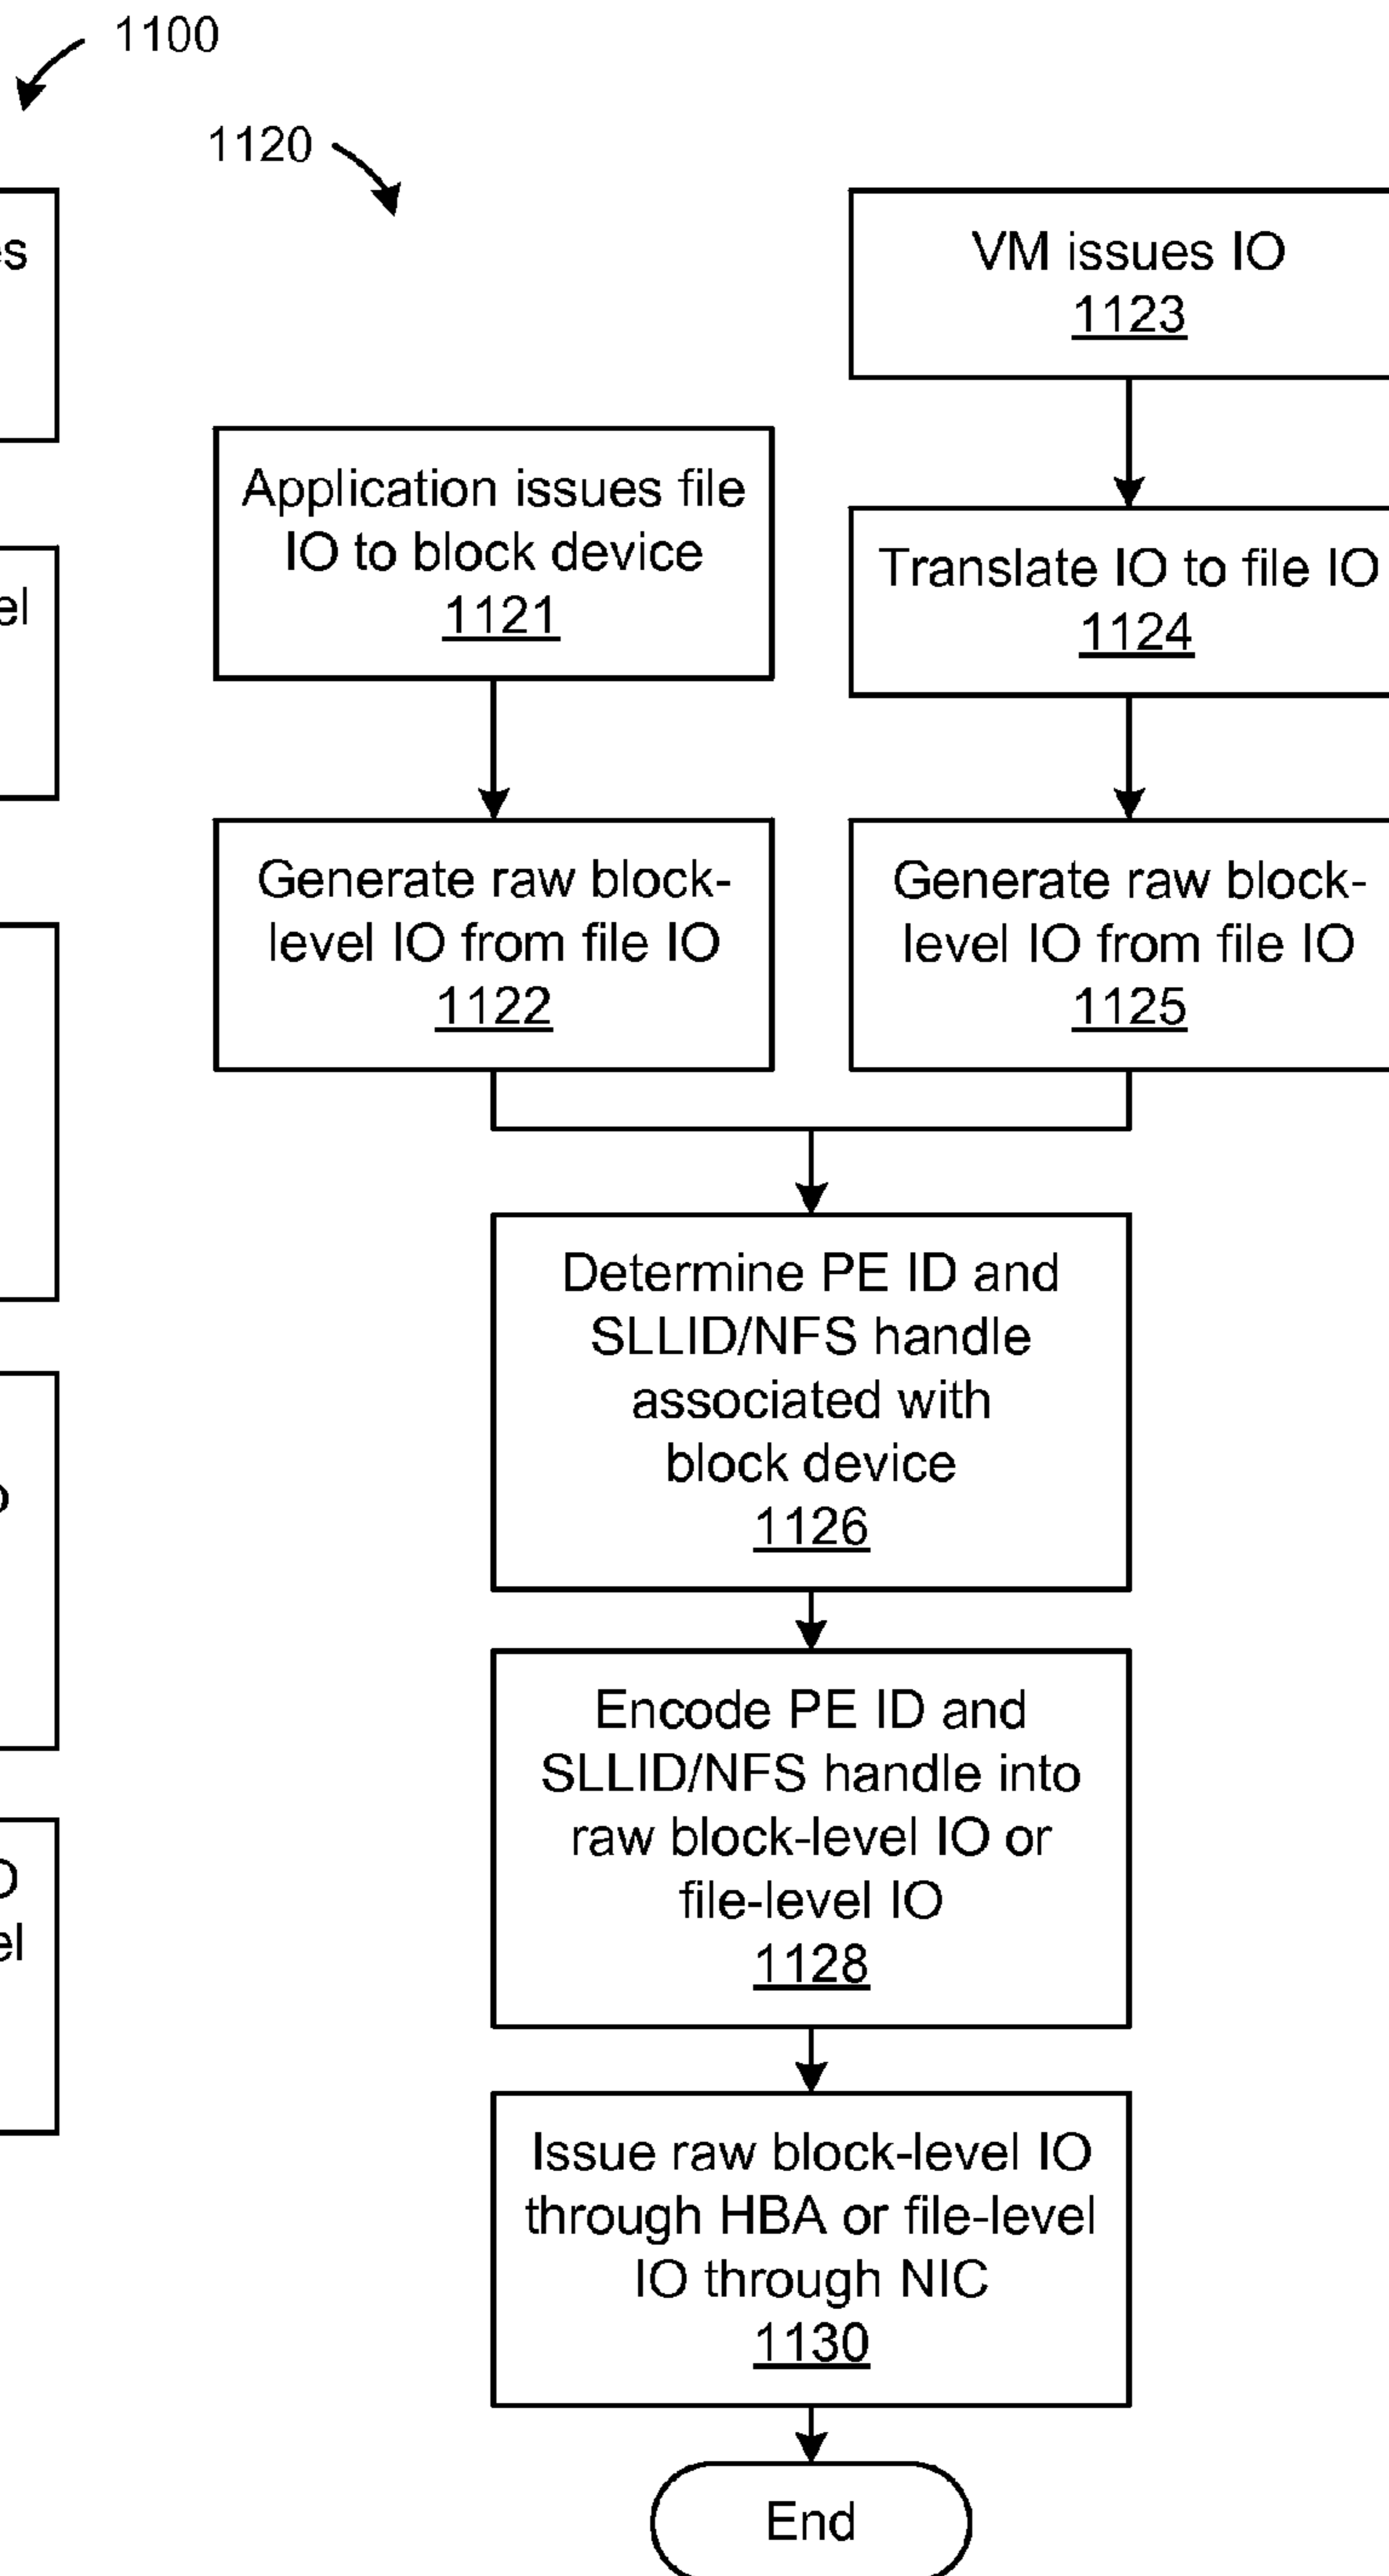 1100
1120
VM issues IO
1123
Application issues file
IO to block device
1121
Translate IO to file IO
1124
Generate raw block-
level IO from file IO
1122
Generate raw block-
level IO from file IO
1125
Determine PE ID and
SLLID/NFS handle
associated with
block device
1126
Encode PE ID and
SLLID/NFS handle into
raw block-level IO or
file-level IO
1128
Issue raw block-level IO
through HBA or file-level
IO through NIC
1130
End